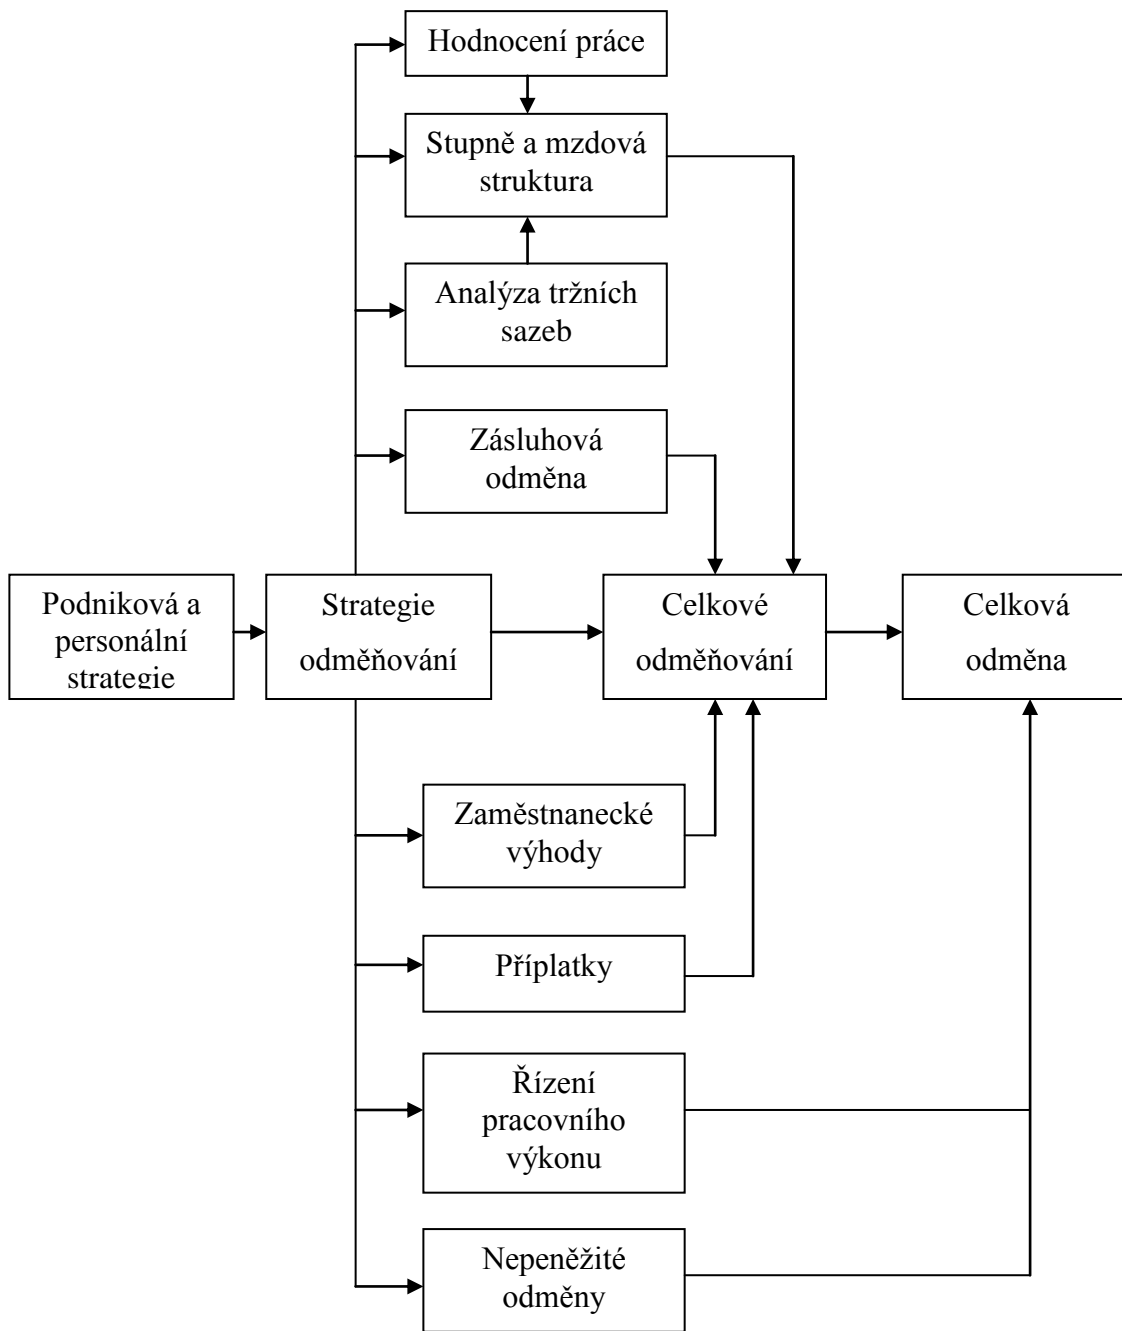 Hodnocení práce
Stupně a mzdová
struktura
Analýza tržních
sazeb
Zásluhová
odměna
Podniková a
personální
strategie
Strategie
odměňování
Celkové
odměňování
Celková
odměna
Zaměstnanecké
výhody
Příplatky
Řízení
pracovního
výkonu
Nepeněžité
odměny